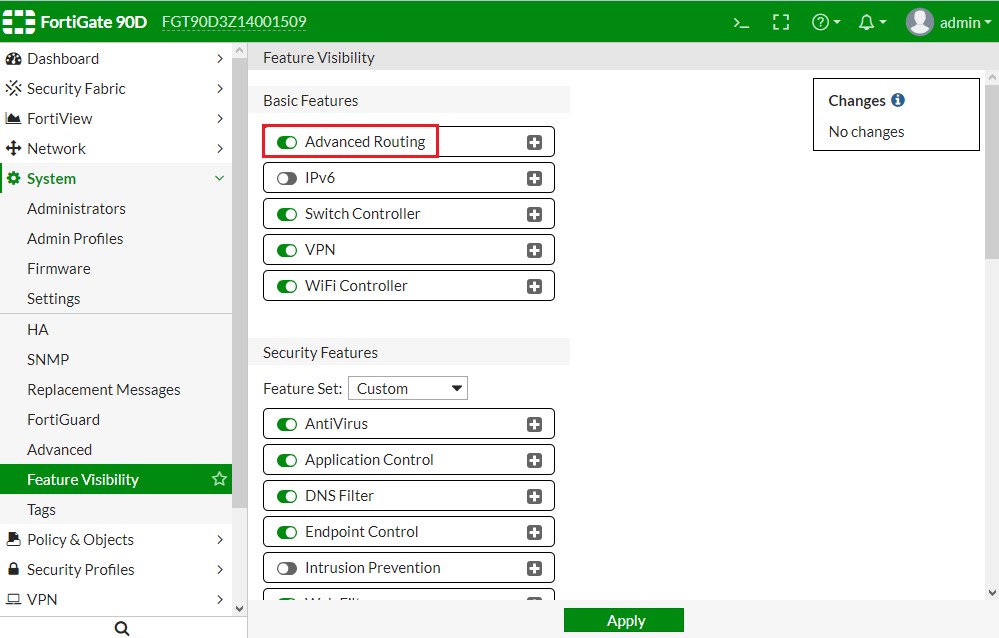 FortiGate 90D FGT90D3Z14001509 >_ admin
Dashboard
Security Fabric
FortiView
Network
System
Administrators
Admin Profiles
Firmware
Settings
HA
SNMP
Replacement Messages
FortiGuard
Advanced
Feature Visibility
Tags
Policy & Objects
Security Profiles
VPN
Feature Visibility
Basic Features
Advanced Routing
IPv6
Switch Controller
VPN
WiFi Controller
Security Features
Feature Set: Custom
AntiVirus
Application Control
DNS Filter
Endpoint Control
Intrusion Prevention
Apply
Changes
No changes